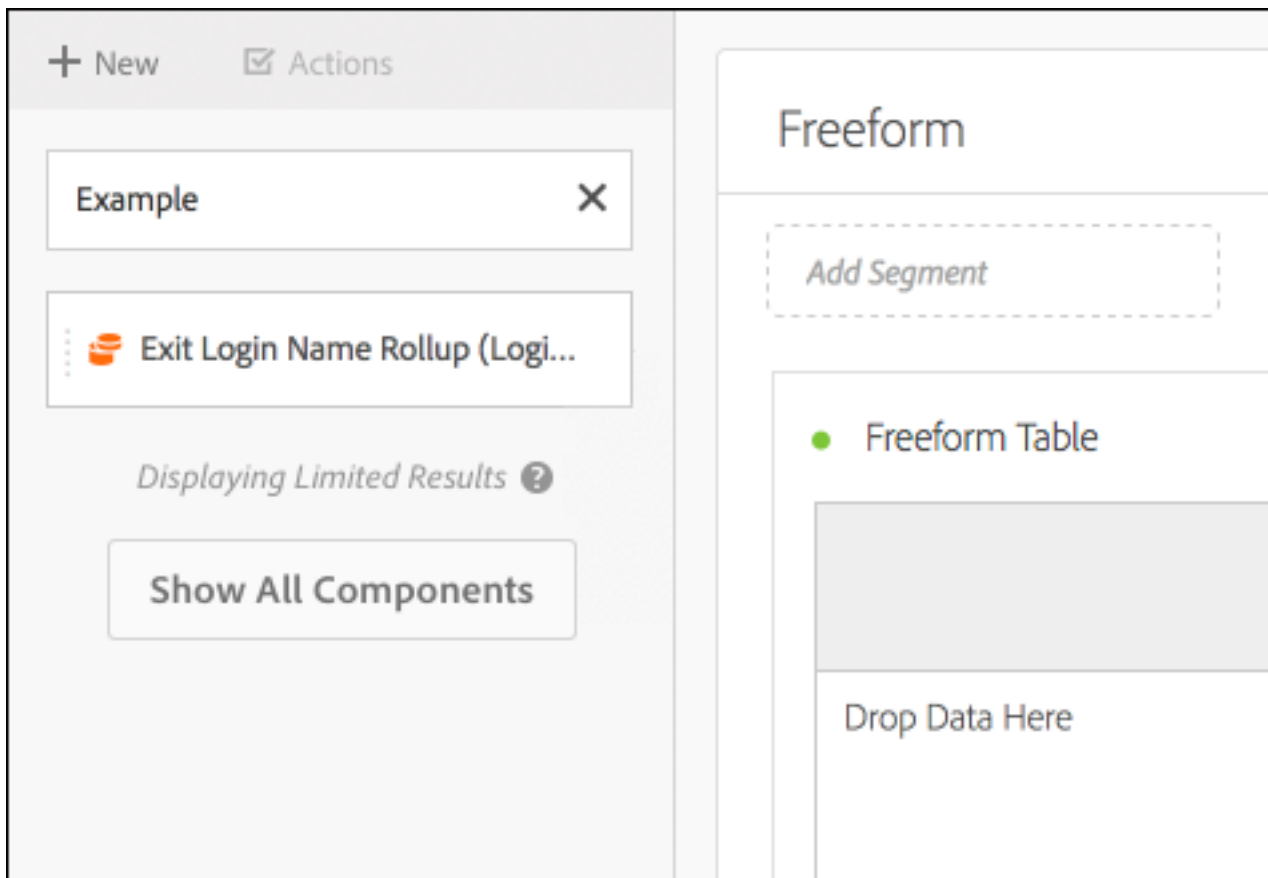 New
Actions
Example
Exit Login Name Rollup (Logi...
Displaying Limited Results ?
Show All Components
Freeform
Add Segment
Freeform Table
Drop Data Here